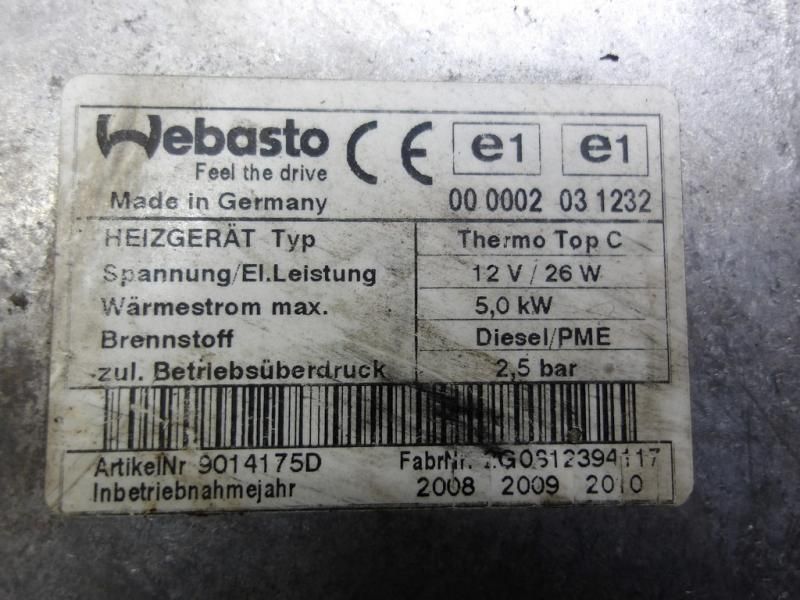 Webasto
Feel the drive
CE e1 e1
Made in Germany 00 0002 03 1232
HEIZGERÄT Typ Thermo Top C
Spannung/El.Leistung 12 V / 26 W
Wärmestrom max. 5,0 kW
Brennstoff Diesel/PME
zul. Betriebsüberdruck 2,5 bar
ArtikelNr 9014175D FabrNr.
Inbetriebnahmejahr 2008 2009 2010